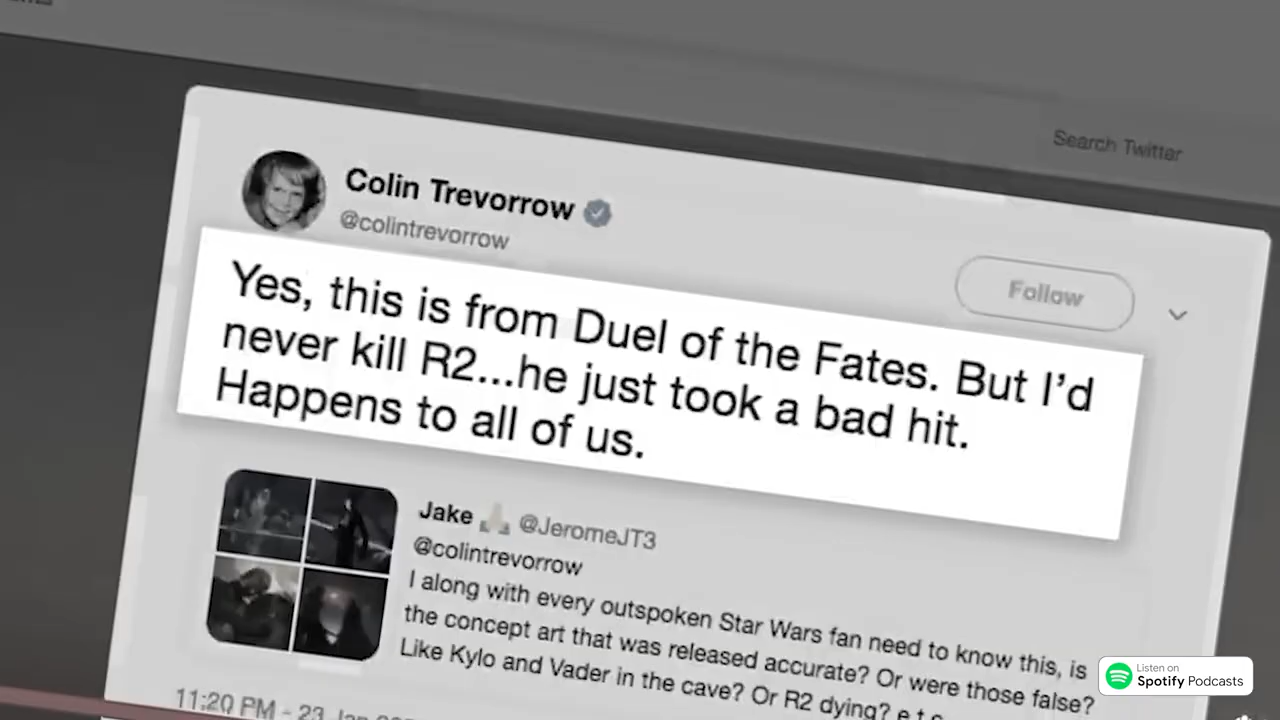 Search Twitter
Colin Trevorrow
@colintrevorrow
Follow
Yes, this is from Duel of the Fates. But I'd
never kill R2...he just took a bad hit.
Happens to all of us.
Jake @JeromeJT3
@colintrevorrow
I along with every outspoken Star Wars fan need to know this, is
the concept art that was released accurate? Or were those false?
Like Kylo and Vader in the cave? Or R2 dying? e.t.c
11:20 PM - 23 Jan
Listen on
Spotify Podcasts